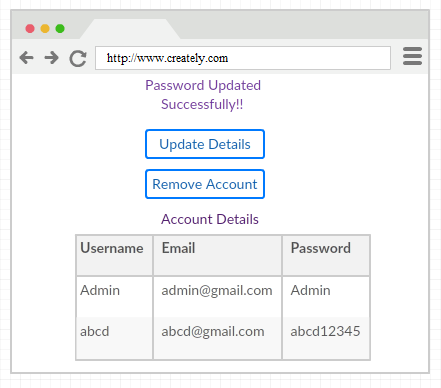 http://www.creately.com
Password Updated
Successfully!!
Update Details
Remove Account
Account Details
Username Email Password
Admin admin@gmail.com Admin
abcd abcd@gmail.com abcd12345